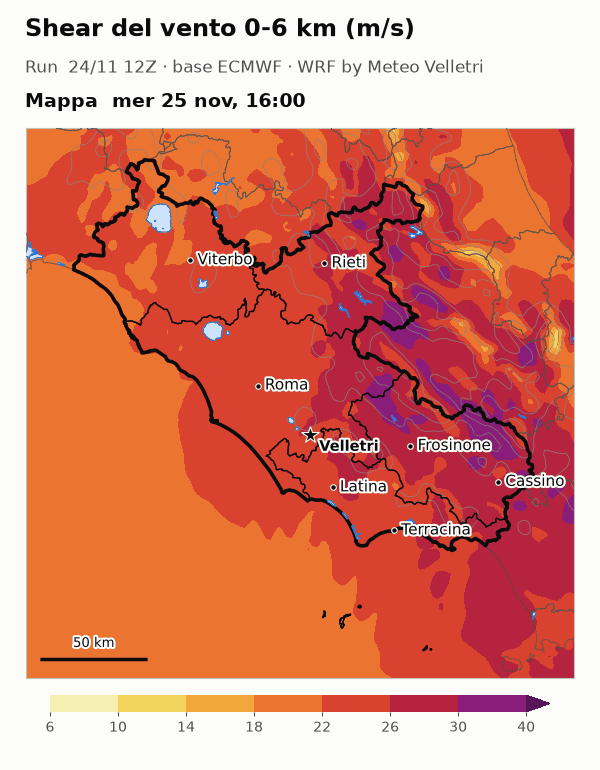 Shear del vento 0-6 km (m/s)
Run  24/11 12Z · base ECMWF · WRF by Meteo Velletri
Mappa  mer 25 nov, 16:00
Viterbo
Rieti
Roma
Velletri
Frosinone
Latina
Cassino
Terracina
50 km
6 10 14 18 22 26 30 40